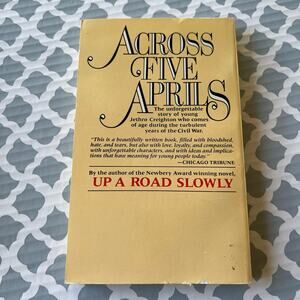 ACROSS
FIVE
APRILS
The unforgettable
story of young
Jethro Creighton who comes
of age during the turbulent
years of the Civil War.
"This is a beautifully written book, filled with bloodshed,
hate, and tears, but also with love, loyalty, and compassion,
with unforgettable characters, and with ideas and implica-
tions that have meaning for young people today."
—CHICAGO TRIBUNE
By the author of the Newbery Award winning novel,
UP A ROAD SLOWLY